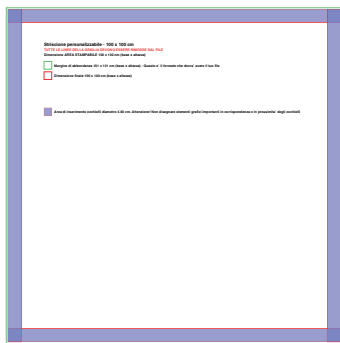 Striscione personalizzabile - 100 x 100 cm
TUTTE LE LINEE DELLA GRIGLIA DEVONO ESSERE RIMOSSE DAL FILE
Dimensione AREA STAMPABILE 100 x 100 cm (base x altezza)
Margine di abbondanza 101 x 101 cm (base x altezza) - Questo e' il formato che dovra' avere il tuo file
Dimensione finale 100 x 100 cm (base x altezza)
Area di inserimento occhielli diametro 4.00 cm. Attenzione! Non disegnare elementi grafici importanti in corrispondenza o in prossimita' degli occhielli